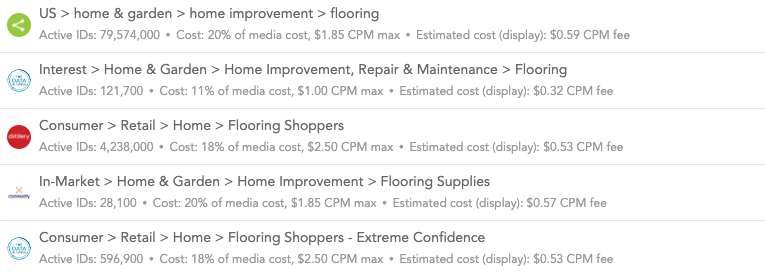 US > home & garden > home improvement > flooring
Active IDs: 79,574,000 • Cost: 20% of media cost, $1.85 CPM max • Estimated cost (display): $0.59 CPM fee
Interest > Home & Garden > Home Improvement, Repair & Maintenance > Flooring
Active IDs: 121,700 • Cost: 11% of media cost, $1.00 CPM max • Estimated cost (display): $0.32 CPM fee
Consumer > Retail > Home > Flooring Shoppers
dstillery
Active IDs: 4,238,000 • Cost: 18% of media cost, $2.50 CPM max • Estimated cost (display): $0.53 CPM fee
In-Market > Home & Garden > Home Improvement > Flooring Supplies
Active IDs: 28,100 • Cost: 20% of media cost, $1.85 CPM max • Estimated cost (display): $0.57 CPM fee
Consumer > Retail > Home > Flooring Shoppers - Extreme Confidence
Active IDs: 596,900 • Cost: 18% of media cost, $2.50 CPM max • Estimated cost (display): $0.53 CPM fee